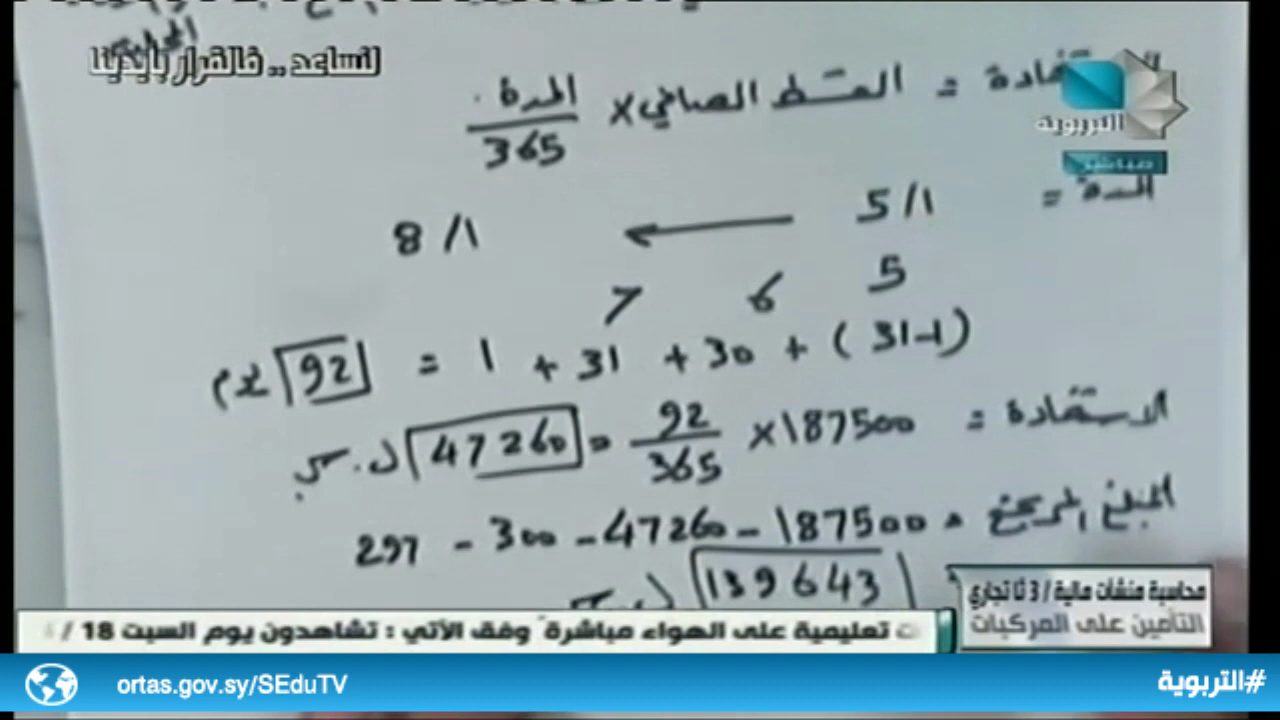 لنساعد .. فالقرار بأيدينا
الاستفادة = القسط الصافي × المدة / 365
التربوية
مباشر
المدة = 5/1 ← 8/1
5 6 7
(31-1) + 30 + 31 + 1 = 92 يوم
الاستفادة = 187500 × 92/365 = 47260 ل.س
المبلغ المرتجع = 187500 - 47260 - 300 - 297
= 139643 ل.س
محاسبة منشآت مالية / 3 ثا تجاري
التأمين على المركبات
ت تعليمية على الهواء مباشرة" وفق الآتي : تشاهدون يوم السبت 18 /
ortas.gov.sy/SEduTV
#التربوية